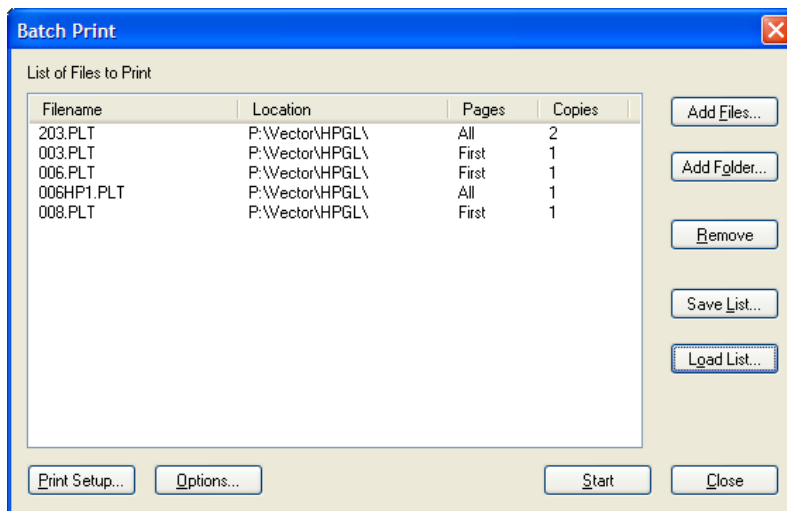 Batch Print
List of Files to Print
Filename Location Pages Copies
203.PLT P:\Vector\HPGL\ All 2
003.PLT P:\Vector\HPGL\ First 1
006.PLT P:\Vector\HPGL\ First 1
006HP1.PLT P:\Vector\HPGL\ All 1
008.PLT P:\Vector\HPGL\ First 1
Add Files...
Add Folder...
Remove
Save List...
Load List...
Print Setup... Options... Start Close